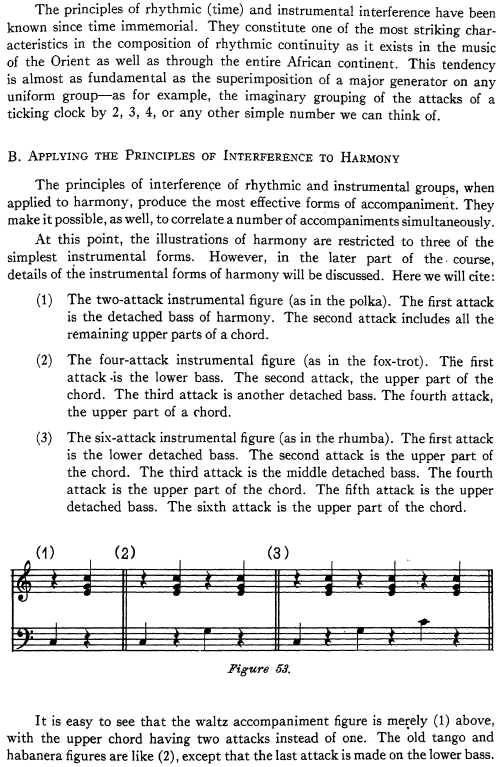 The principles of rhythmic (time) and instrumental interference have been
known since time immemorial. They constitute one of the most striking char-
acteristics in the composition of rhythmic continuity as it exists in the music
of the Orient as well as through the entire African continent. This tendency
is almost as fundamental as the superimposition of a major generator on any
uniform group—as for example, the imaginary grouping of the attacks of a
ticking clock by 2, 3, 4, or any other simple number we can think of.
B. APPLYING THE PRINCIPLES OF INTERFERENCE TO HARMONY
The principles of interference of rhythmic and instrumental groups, when
applied to harmony, produce the most effective forms of accompaniment. They
make it possible, as well, to correlate a number of accompaniments simultaneously.
At this point, the illustrations of harmony are restricted to three of the
simplest instrumental forms. However, in the later part of the course,
details of the instrumental forms of harmony will be discussed. Here we will cite:
(1) The two-attack instrumental figure (as in the polka). The first attack
is the detached bass of harmony. The second attack includes all the
remaining upper parts of a chord.
(2) The four-attack instrumental figure (as in the fox-trot). The first
attack is the lower bass. The second attack, the upper part of the
chord. The third attack is another detached bass. The fourth attack,
the upper part of a chord.
(3) The six-attack instrumental figure (as in the rhumba). The first attack
is the lower detached bass. The second attack is the upper part of
the chord. The third attack is the middle detached bass. The fourth
attack is the upper part of the chord. The fifth attack is the upper
detached bass. The sixth attack is the upper part of the chord.
(1) (2) (3)
Figure 53.
It is easy to see that the waltz accompaniment figure is merely (1) above,
with the upper chord having two attacks instead of one. The old tango and
habanera figures are like (2), except that the last attack is made on the lower bass.